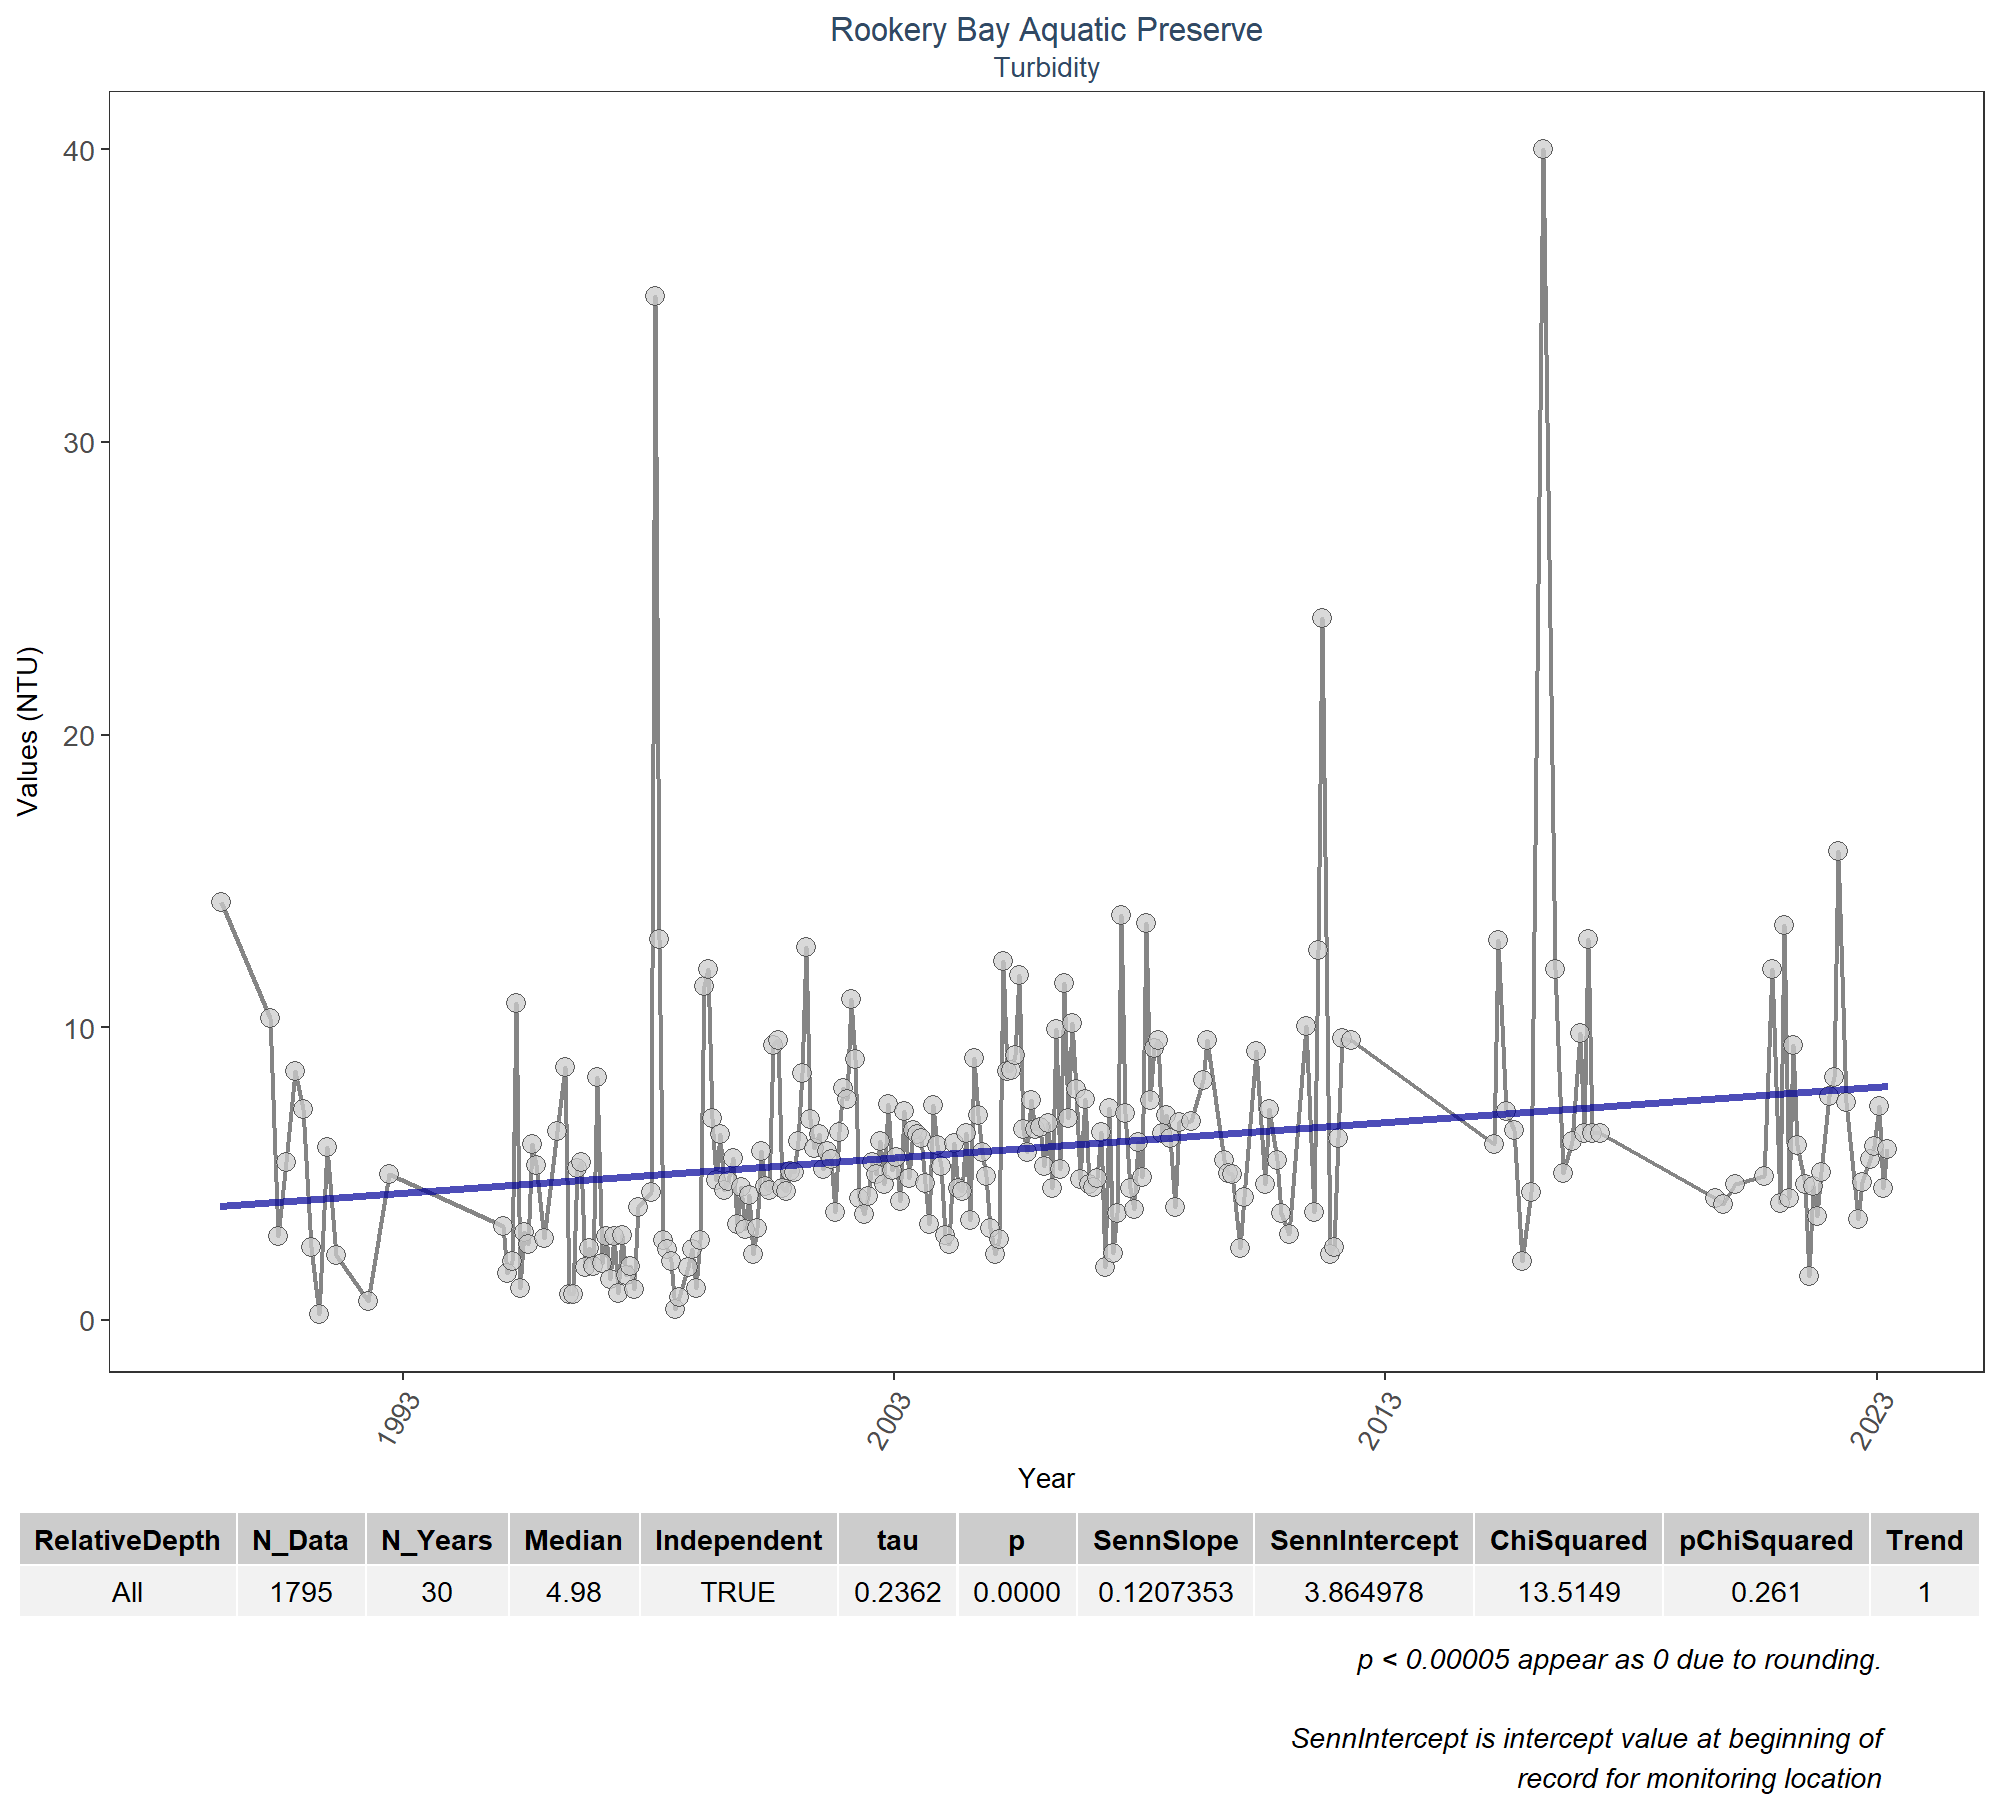 Rookery Bay Aquatic Preserve
Turbidity
Values (NTU)
40
30
20
10
0
1993 2003 2013 2023
Year
RelativeDepth N_Data N_Years Median Independent tau p SennSlope SennIntercept ChiSquared pChiSquared Trend
All 1795 30 4.98 TRUE 0.2362 0.0000 0.1207353 3.864978 13.5149 0.261 1
p < 0.00005 appear as 0 due to rounding.
SennIntercept is intercept value at beginning of
record for monitoring location